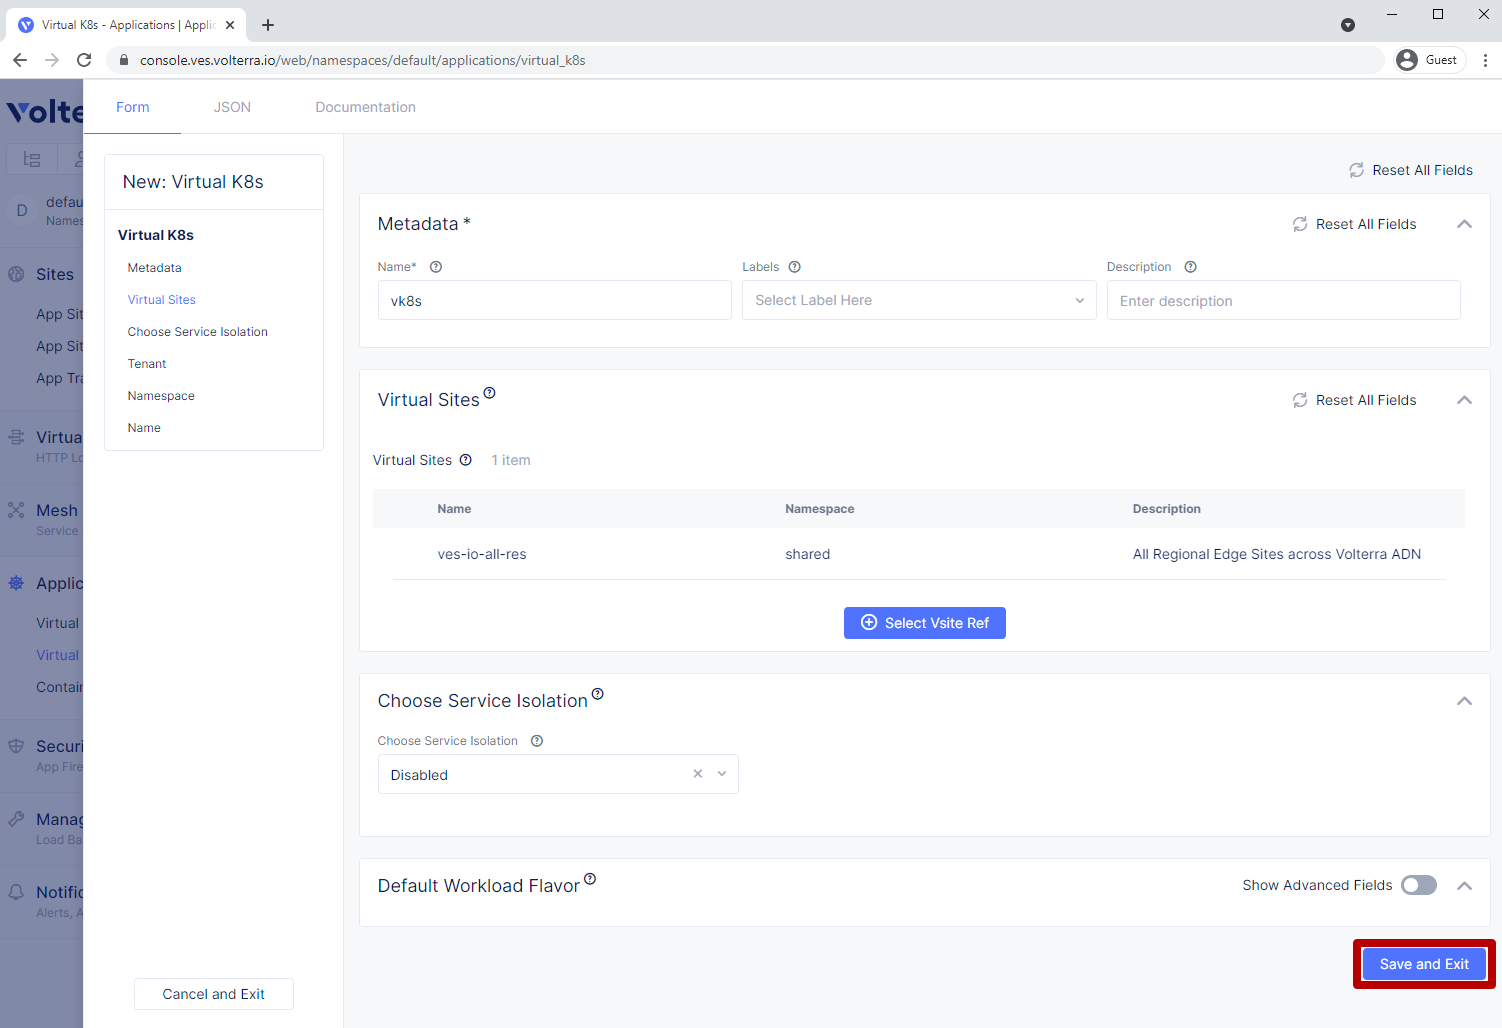 Virtual K8s - Applications | Applic
console.ves.volterra.io/web/namespaces/default/applications/virtual_k8s
Guest
Volte
Form
JSON
Documentation
D
defau
Names
Sites
App Sit
App Sit
App Tra
Virtua
HTTP Lo
Mesh
Service
Applic
Virtual
Virtual
Contain
Securi
App Fire
Manag
Load Ba
Notific
Alerts, A
New: Virtual K8s
Virtual K8s
Metadata
Virtual Sites
Choose Service Isolation
Tenant
Namespace
Name
Cancel and Exit
Reset All Fields
Metadata *
Reset All Fields
Name*
Labels
Description
vk8s
Select Label Here
Enter description
Virtual Sites
Reset All Fields
Virtual Sites 1 item
Name Namespace Description
ves-io-all-res shared All Regional Edge Sites across Volterra ADN
Select Vsite Ref
Choose Service Isolation
Choose Service Isolation
Disabled
Default Workload Flavor
Show Advanced Fields
Save and Exit